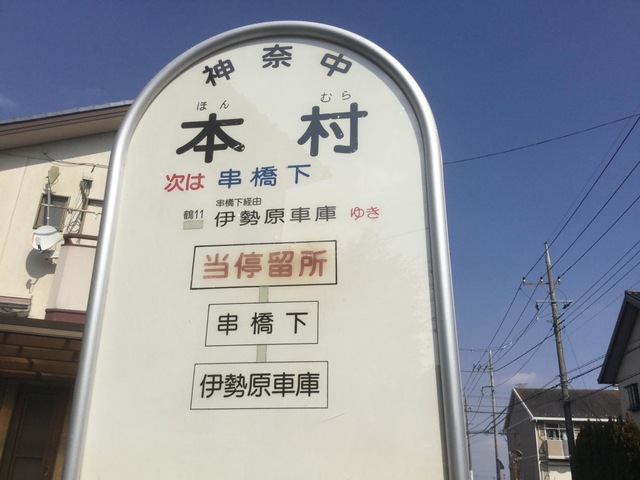 神奈中
ほん むら
本村
次は 串橋下
串橋下経由
鶴11 伊勢原車庫 ゆき
当停留所
串橋下
伊勢原車庫